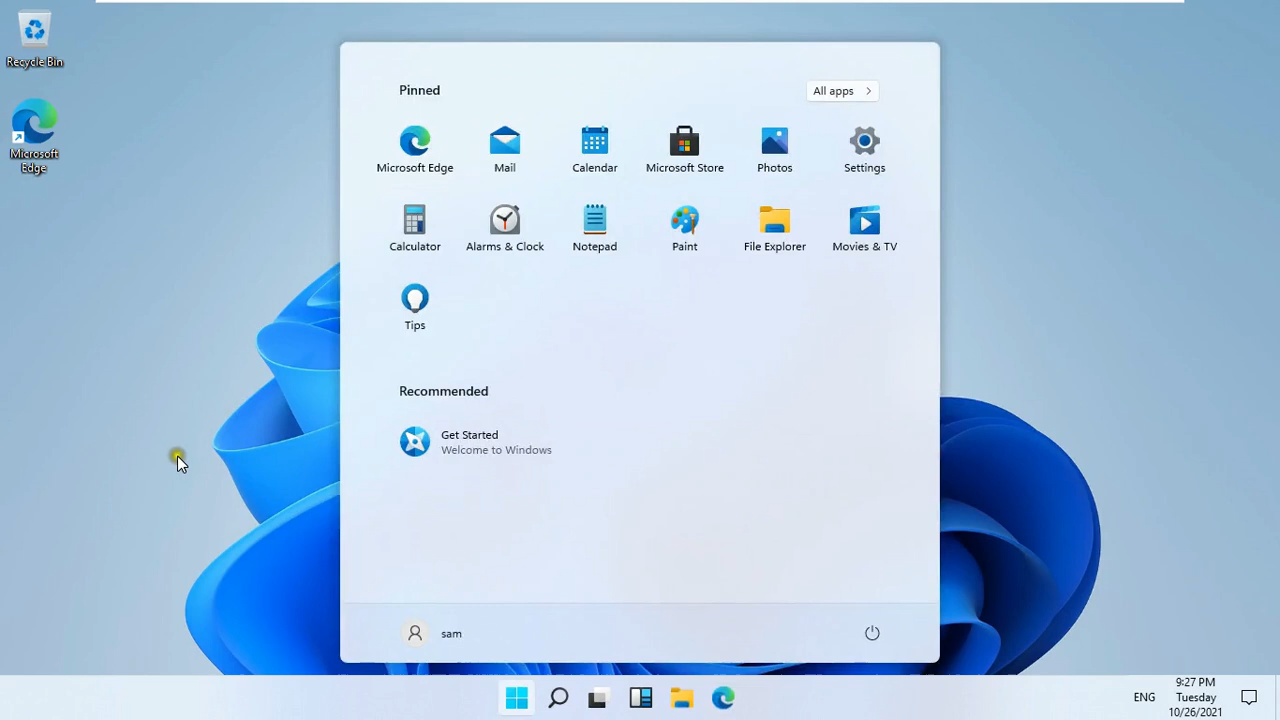 Recycle Bin
Microsoft
Edge
Pinned
All apps
Microsoft Edge
Mail
Calendar
Microsoft Store
Photos
Settings
Calculator
Alarms & Clock
Notepad
Paint
File Explorer
Movies & TV
Tips
Recommended
Get Started
Welcome to Windows
sam
ENG
9:27 PM
Tuesday
10/26/2021